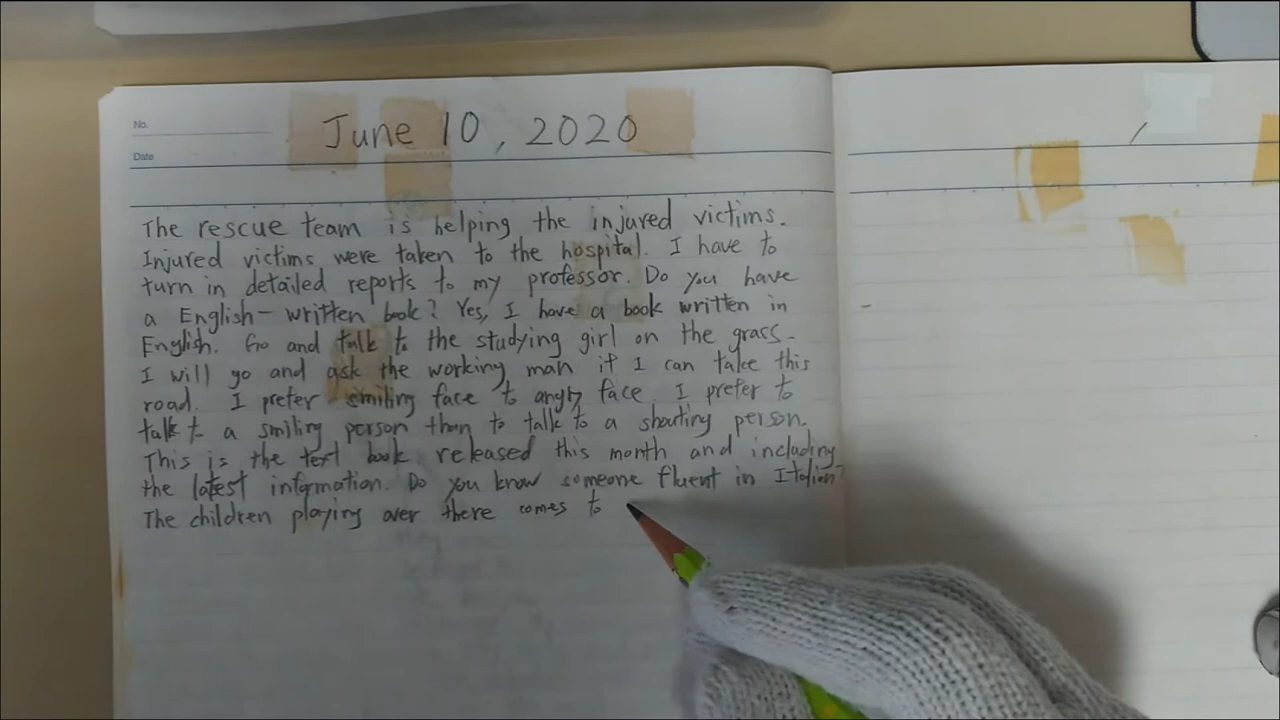 No.
Date
June 10, 2020
The rescue team is helping the injured victims.
Injured victims were taken to the hospital. I have to
turn in detailed reports to my professor. Do you have
a English-written book? Yes, I have a book written in
English. Go and talk to the studying girl on the grass.
I will go and ask the working man if I can take this
road. I prefer smiling face to angry face. I prefer to
talk to a smiling person than to talk to a shouting person.
This is the text book released this month and including
the latest information. Do you know someone fluent in Italian?
The children playing over there comes to